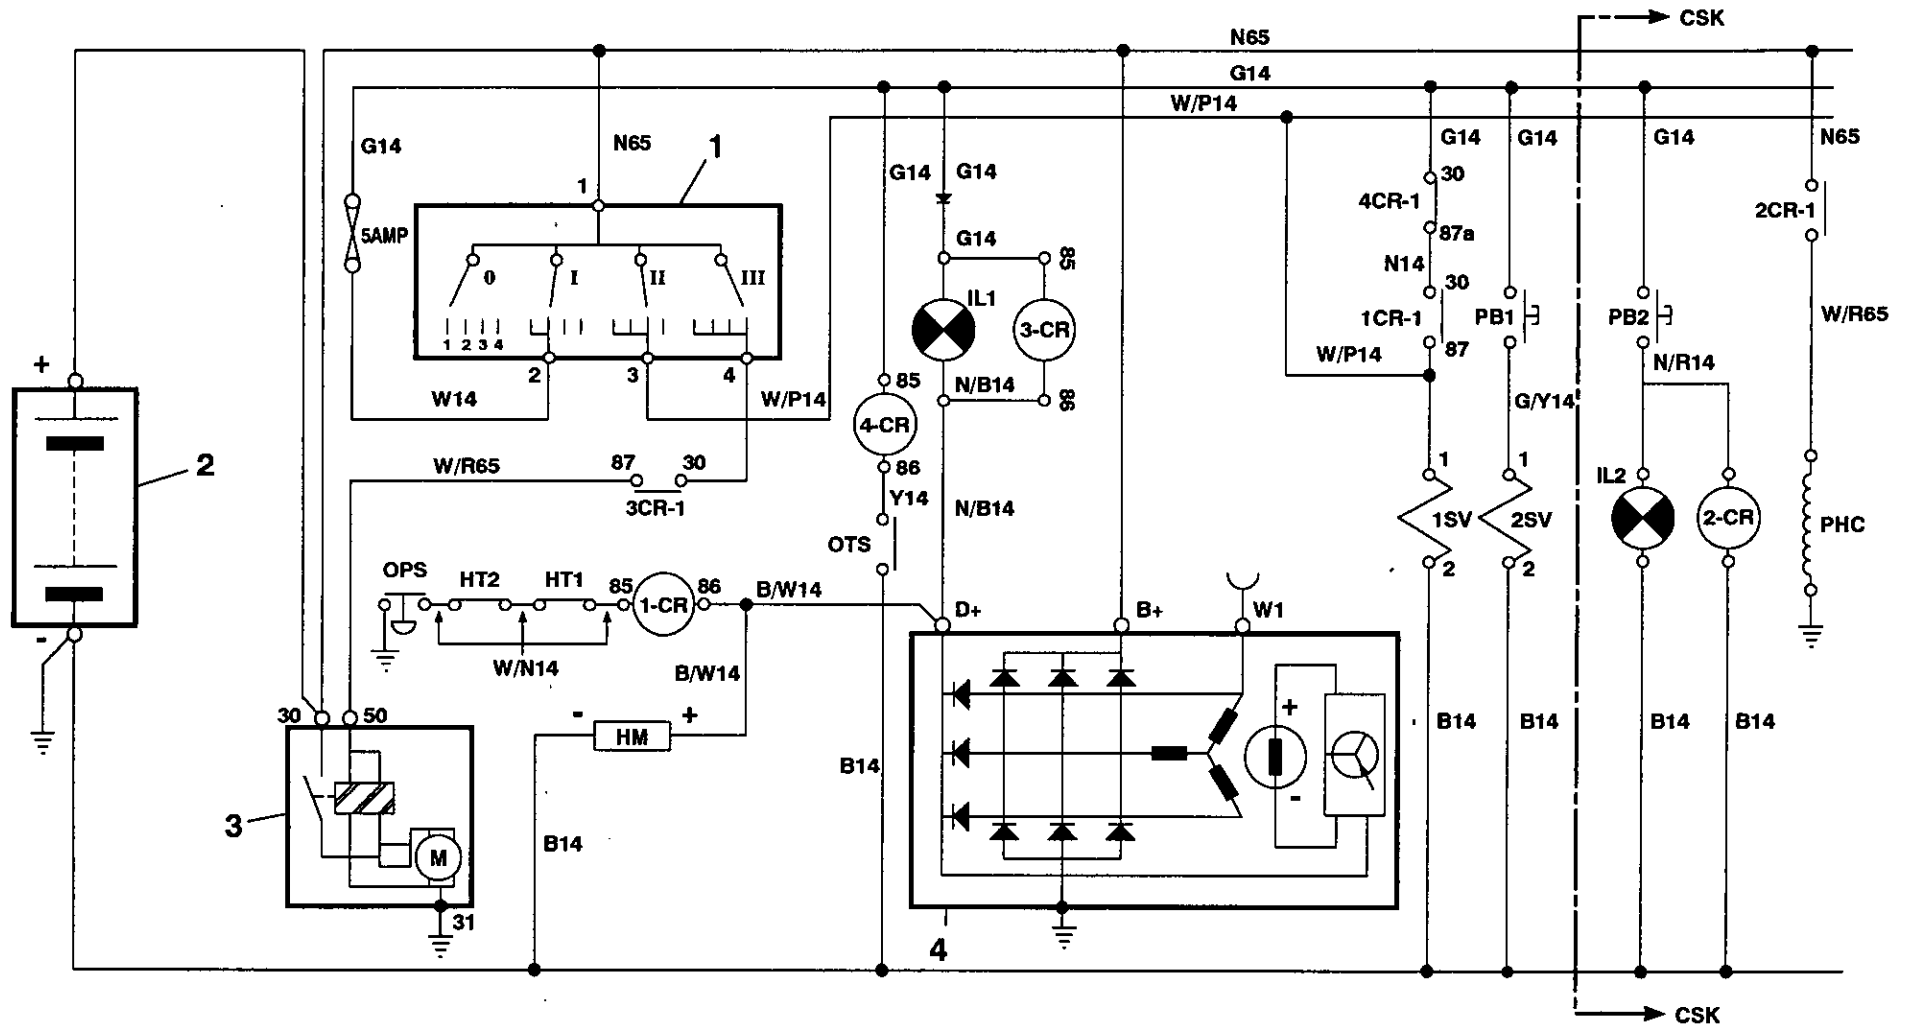 CSK
N65
G14
W/P14
G14
N65
1
G14
G14
G14
G14
G14
N65
1
30
4CR-1
2CR-1
5AMP
87a
G14
85
0
I
II
III
N14
30
IL1
3-CR
1CR-1
PB1
PB2
W/R65
1 2 3 4
87
W/P14
N/R14
+
2
3
4
85
N/B14
86
W14
W/P14
G/Y14
4-CR
2
W/R65
87
30
86
1
1
IL2
Y14
3CR-1
N/B14
1SV
2SV
2-CR
PHC
OTS
OPS
HT2
HT1
85
1-CR
86
B/W14
2
2
-
D+
B+
W1
W/N14
B/W14
30
50
-
+
HM
+
B14
B14
B14
B14
B14
-
3
B14
M
31
4
CSK